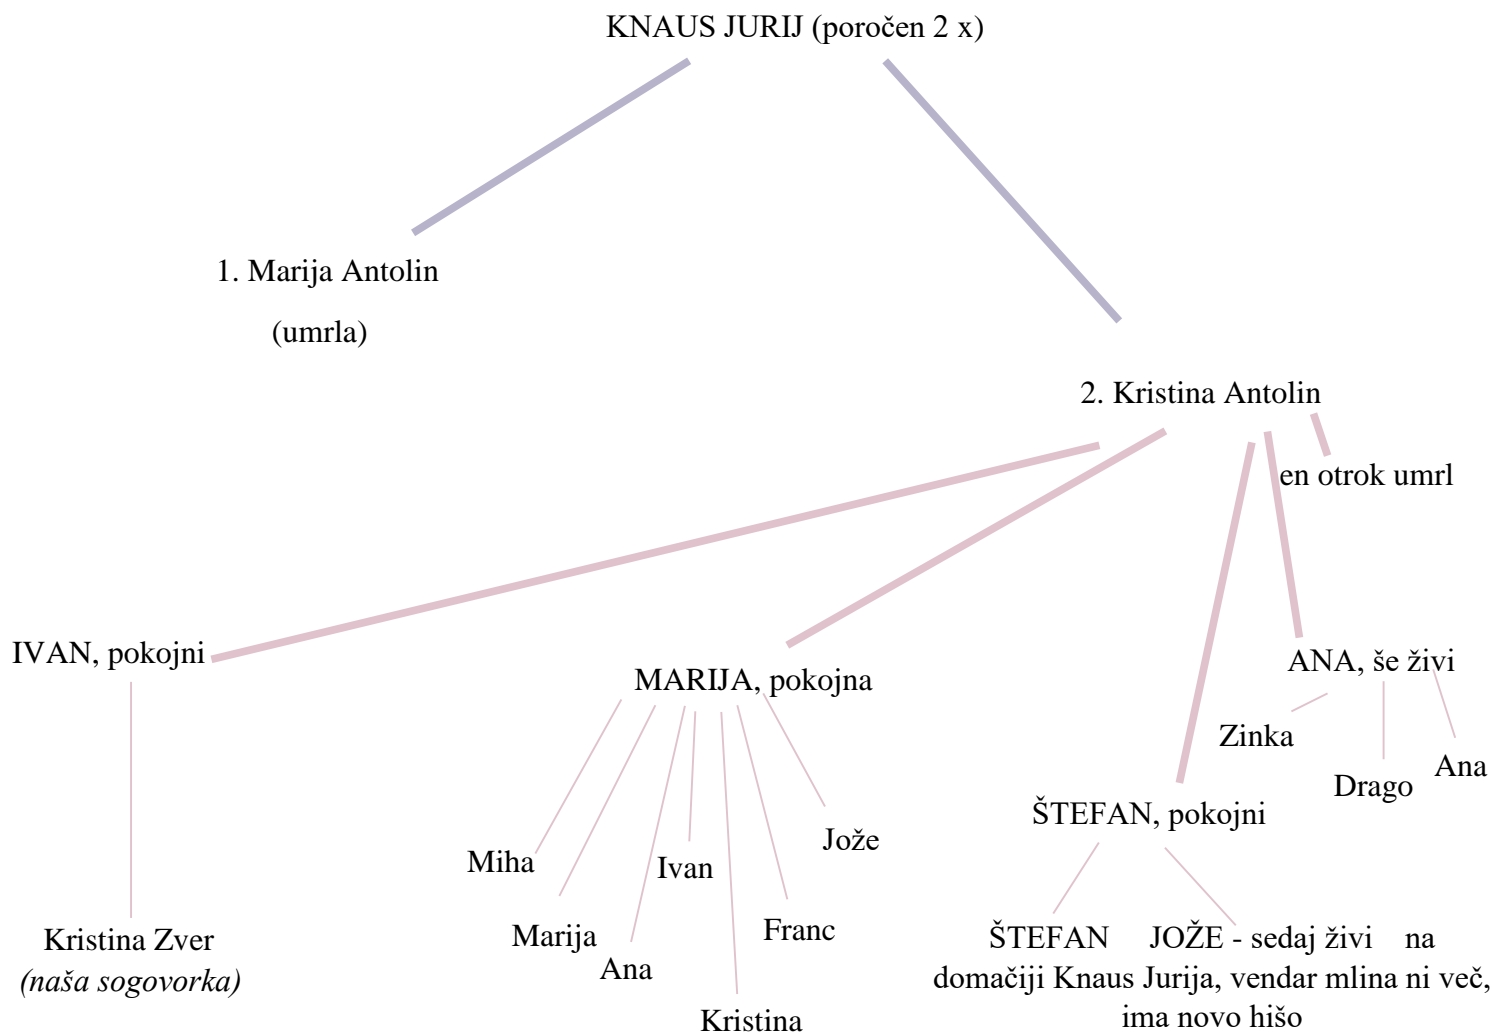 KNAUS JURIJ (poročen 2 x)
1. Marija Antolin
(umrla)
2. Kristina Antolin
en otrok umrl
IVAN, pokojni
MARIJA, pokojna
ANA, še živi
Zinka
Drago
Ana
ŠTEFAN, pokojni
Miha
Marija
Ana
Ivan
Kristina
Franc
Jože
Kristina Zver
(naša sogovorka)
ŠTEFAN JOŽE - sedaj živi na
domačiji Knaus Jurija, vendar mlina ni več,
ima novo hišo